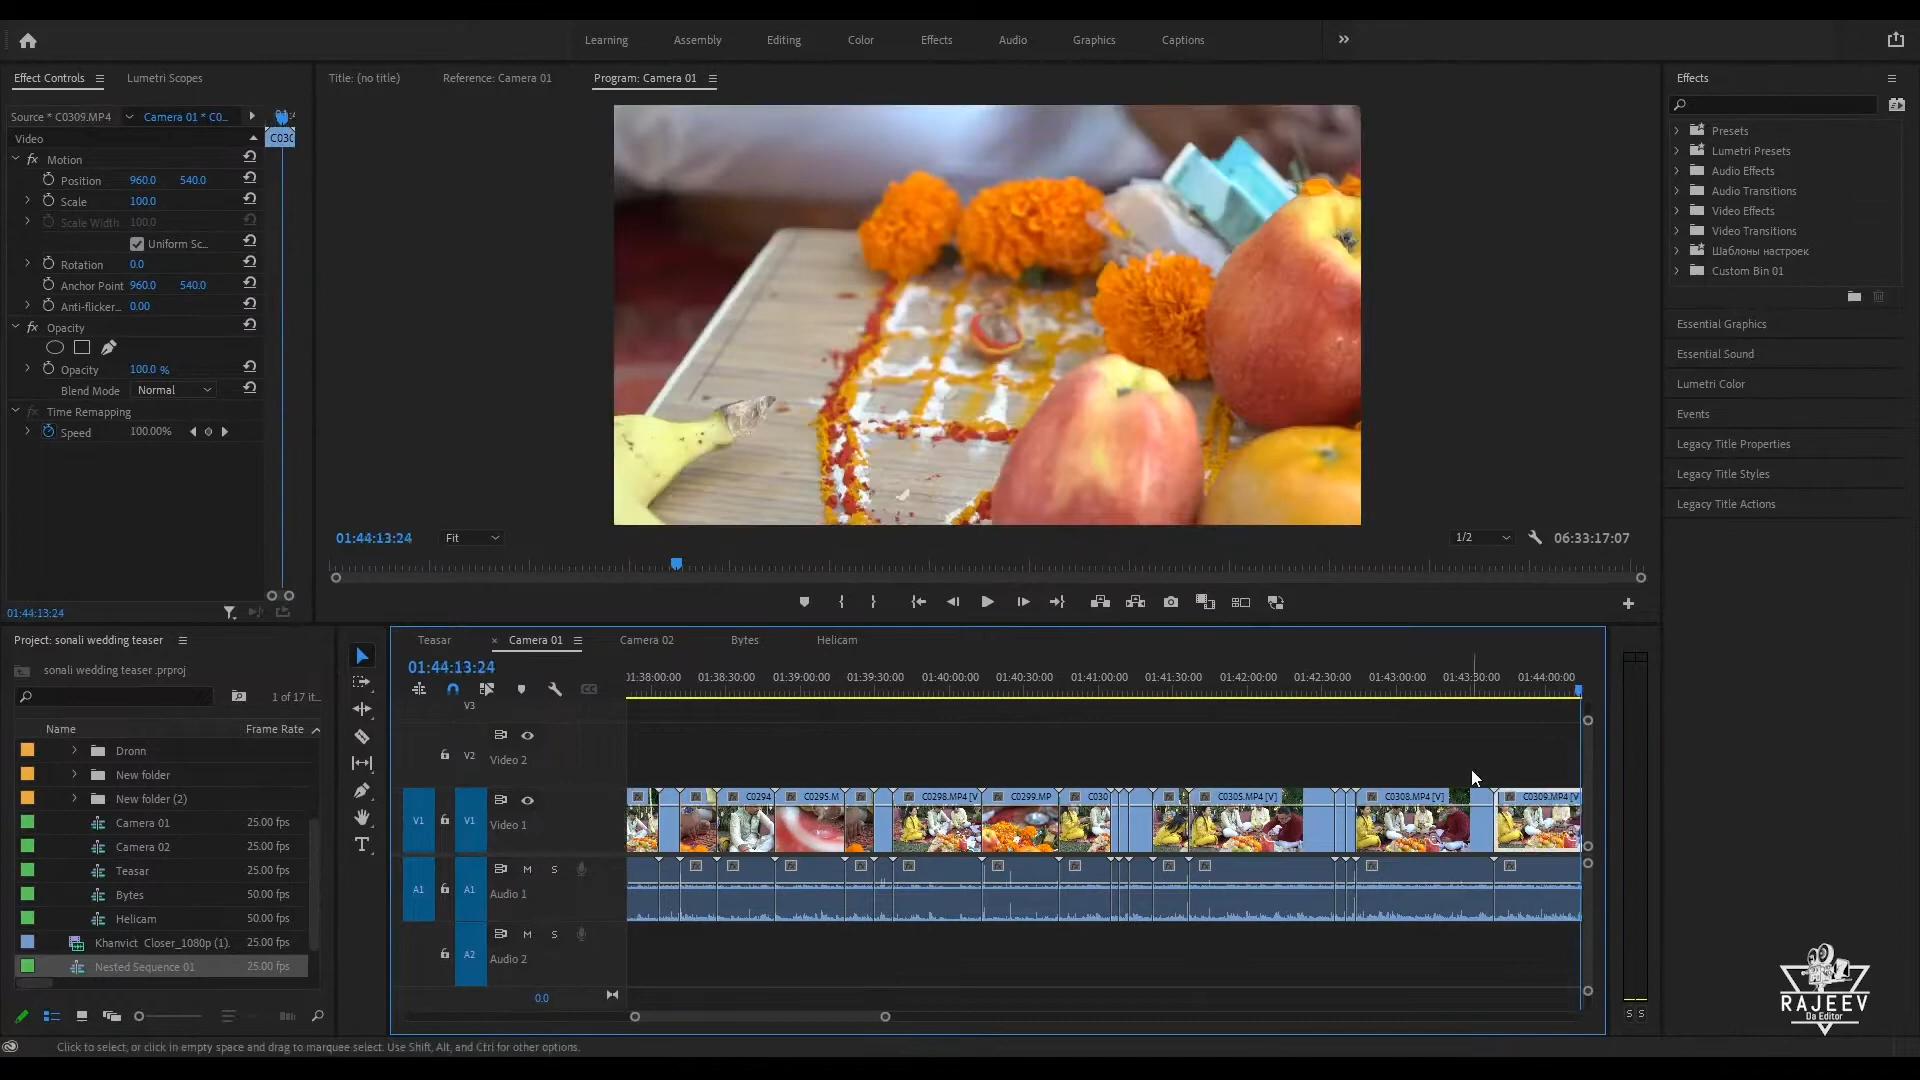 Learning Assembly Editing Color Effects Audio Graphics Captions
Effect Controls Lumetri Scopes
Title: (no title) Reference: Camera 01 Program: Camera 01
Effects
Source * C0309.MP4 Camera 01 * C0...
Video
fx Motion
Position 960.0 540.0
Scale 100.0
Scale Width 100.0
Uniform Sc...
Rotation 0.0
Anchor Point 960.0 540.0
Anti-flicker... 0.00
fx Opacity
Opacity 100.0 %
Blend Mode Normal
fx Time Remapping
Speed 100.00%
01:44:13:24
Presets
Lumetri Presets
Audio Effects
Audio Transitions
Video Effects
Video Transitions
Шаблоны настроек
Custom Bin 01
Essential Graphics
Essential Sound
Lumetri Color
Events
Legacy Title Properties
Legacy Title Styles
Legacy Title Actions
01:44:13:24 Fit 1/2 06:33:17:07
Project: sonali wedding teaser
sonali wedding teaser .prproj
1 of 17 it...
Name Frame Rate
Dronn
New folder
New folder (2)
Camera 01 25.00 fps
Camera 02 25.00 fps
Teasar 25.00 fps
Bytes 50.00 fps
Helicam 50.00 fps
Khanvict Closer_1080p (1). 25.00 fps
Nested Sequence 01 25.00 fps
Teasar × Camera 01 Camera 02 Bytes Helicam
01:44:13:24
01:38:00:00 01:38:30:00 01:39:00:00 01:39:30:00 01:40:00:00 01:40:30:00 01:41:00:00 01:41:30:00 01:42:00:00 01:42:30:00 01:43:00:00 01:43:30:00 01:44:00:00
V3
V2 Video 2
C0294 C0295.M C0298.MP4 [V C0299.MP C030 C0305.MP4 [V] C0308.MP4 [V] C0309.MP4 [V
V1 V1 Video 1
M S
A1 A1 Audio 1
M S
A2 Audio 2
0.0
S S
RAJEEV
Da Editor
Click to select, or click in empty space and drag to marquee select. Use Shift, Alt, and Ctrl for other options.